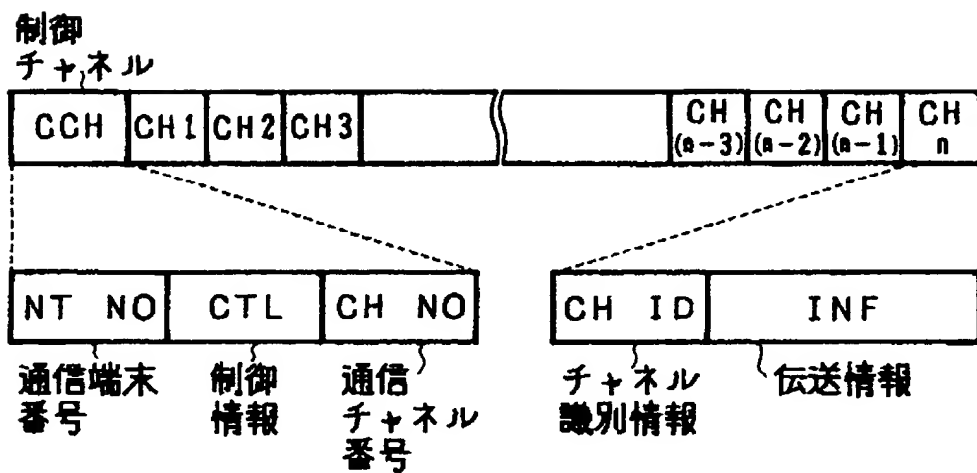 制御
チャネル
CCH CH1 CH2 CH3 CH (n-3) CH (n-2) CH (n-1) CH n
NT NO CTL CH NO CH ID INF
通信端末
番号
制御
情報
通信
チャネル
番号
チャネル
識別情報
伝送情報